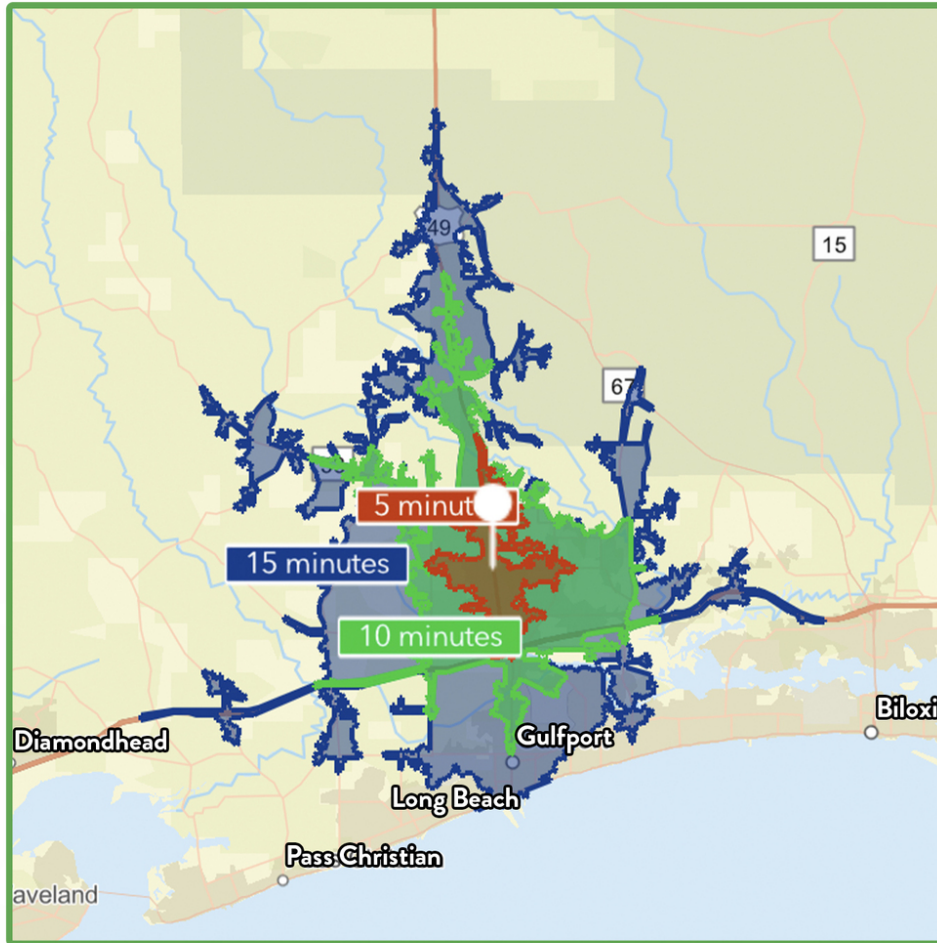 49
15
67
5 minut
15 minutes
10 minutes
Diamondhead
Gulfport
Biloxi
Long Beach
Pass Christian
aveland